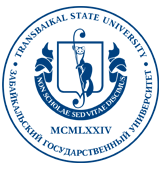 TRANSBAIKAL STATE UNIVERSITY
NON SCHOLAE SED VITAE DISCIMUS
MCMLXXIV
ЗАБАЙКАЛЬСКИЙ ГОСУДАРСТВЕННЫЙ УНИВЕРСИТЕТ